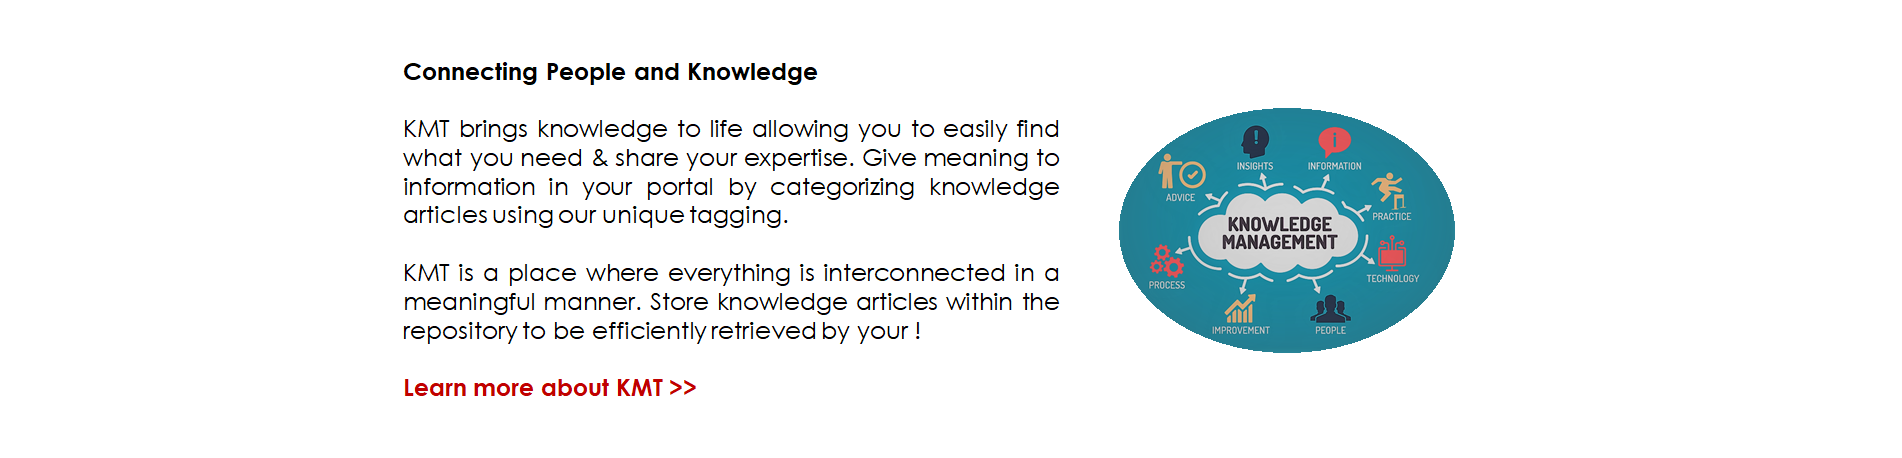 Connecting People and Knowledge
KMT brings knowledge to life allowing you to easily find
what you need & share your expertise. Give meaning to
information in your portal by categorizing knowledge
articles using our unique tagging.
KMT is a place where everything is interconnected in a
meaningful manner. Store knowledge articles within the
repository to be efficiently retrieved by your !
Learn more about KMT >>
INSIGHTS
INFORMATION
ADVICE
PRACTICE
KNOWLEDGE
MANAGEMENT
PROCESS
TECHNOLOGY
IMPROVEMENT
PEOPLE